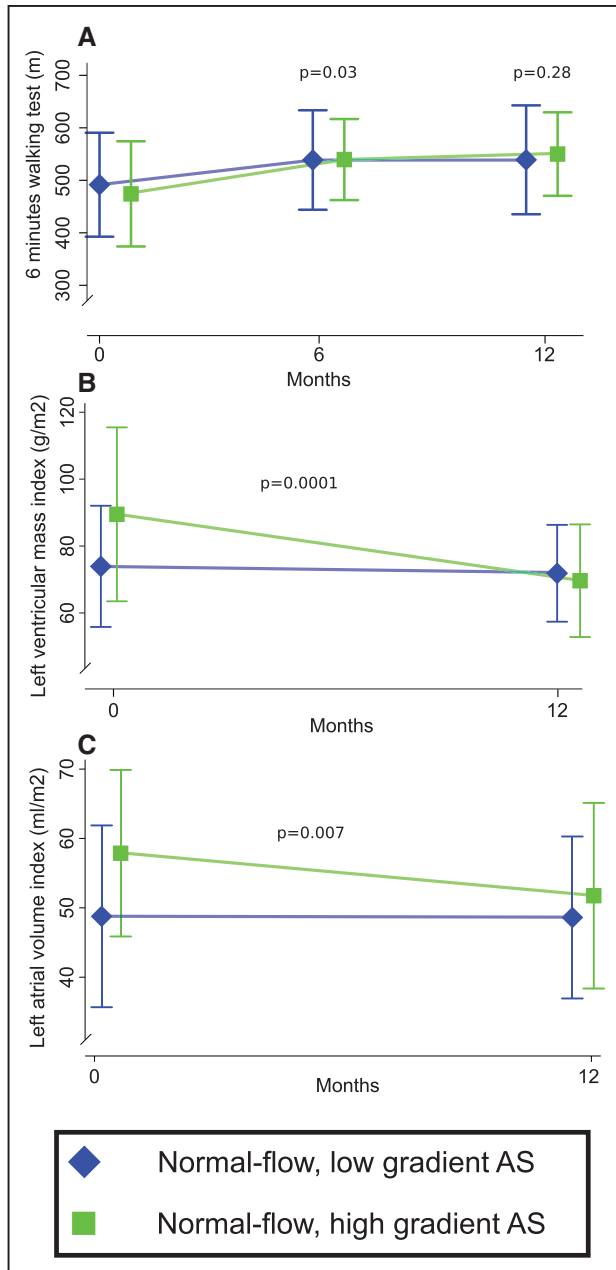 A
6 minutes walking test (m)
700
600
500
400
300
p=0.03
p=0.28
0
6
12
Months
B
Left ventricular mass index (g/m2)
120
100
80
60
p=0.0001
0
12
Months
C
Left atrial volume index (ml/m2)
70
60
50
40
p=0.007
0
12
Months
Normal-flow, low gradient AS
Normal-flow, high gradient AS